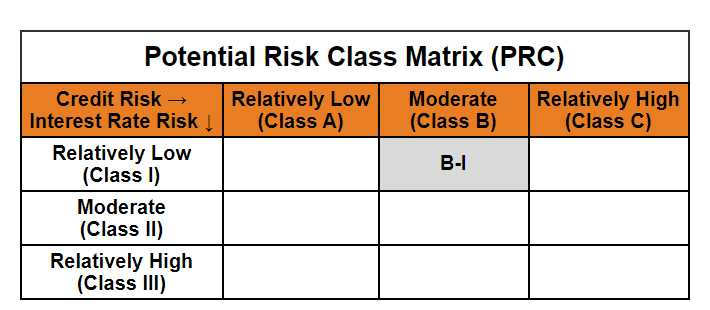 Potential Risk Class Matrix (PRC)
Credit Risk → Relatively Low Moderate Relatively High
Interest Rate Risk ↓ (Class A) (Class B) (Class C)
Relatively Low
(Class I) B-I
Moderate
(Class II)
Relatively High
(Class III)